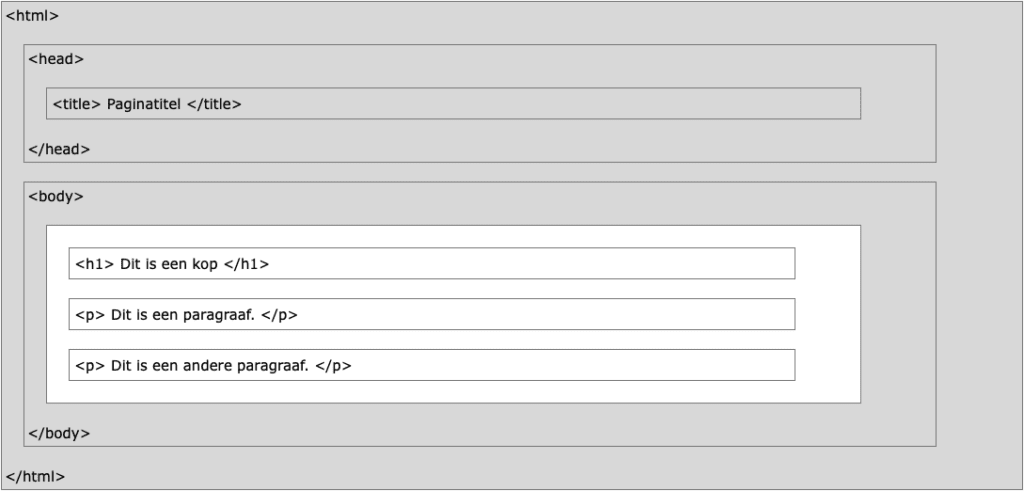 <html>
<head>
<title> Paginatitel </title>
</head>
<body>
<h1> Dit is een kop </h1>
<p> Dit is een paragraaf. </p>
<p> Dit is een andere paragraaf. </p>
</body>
</html>